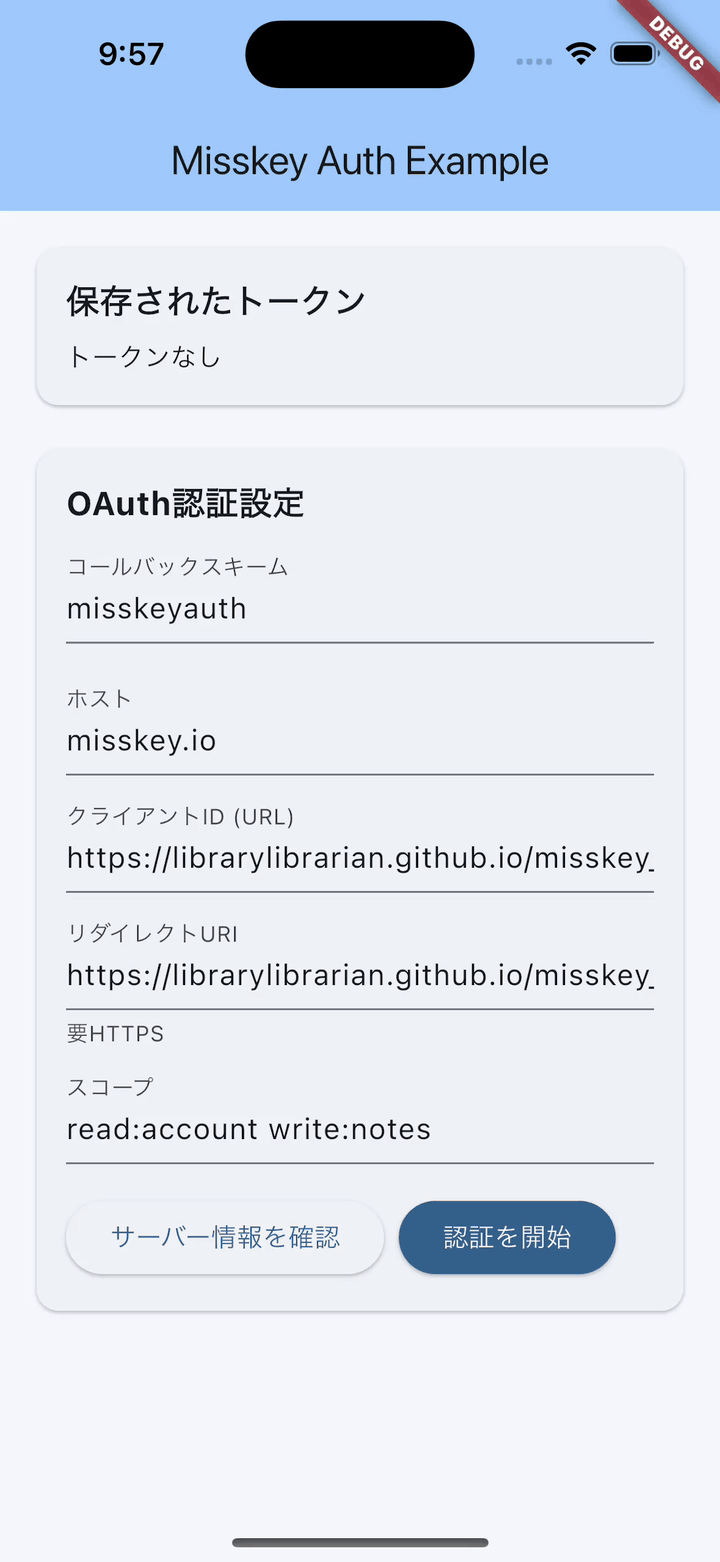 9:57
DEBUG
Misskey Auth Example
保存されたトークン
トークンなし
OAuth認証設定
コールバックスキーム
misskeyauth
ホスト
misskey.io
クライアントID (URL)
https://librarylibrarian.github.io/misskey_
リダイレクトURI
https://librarylibrarian.github.io/misskey_
要HTTPS
スコープ
read:account write:notes
サーバー情報を確認
認証を開始